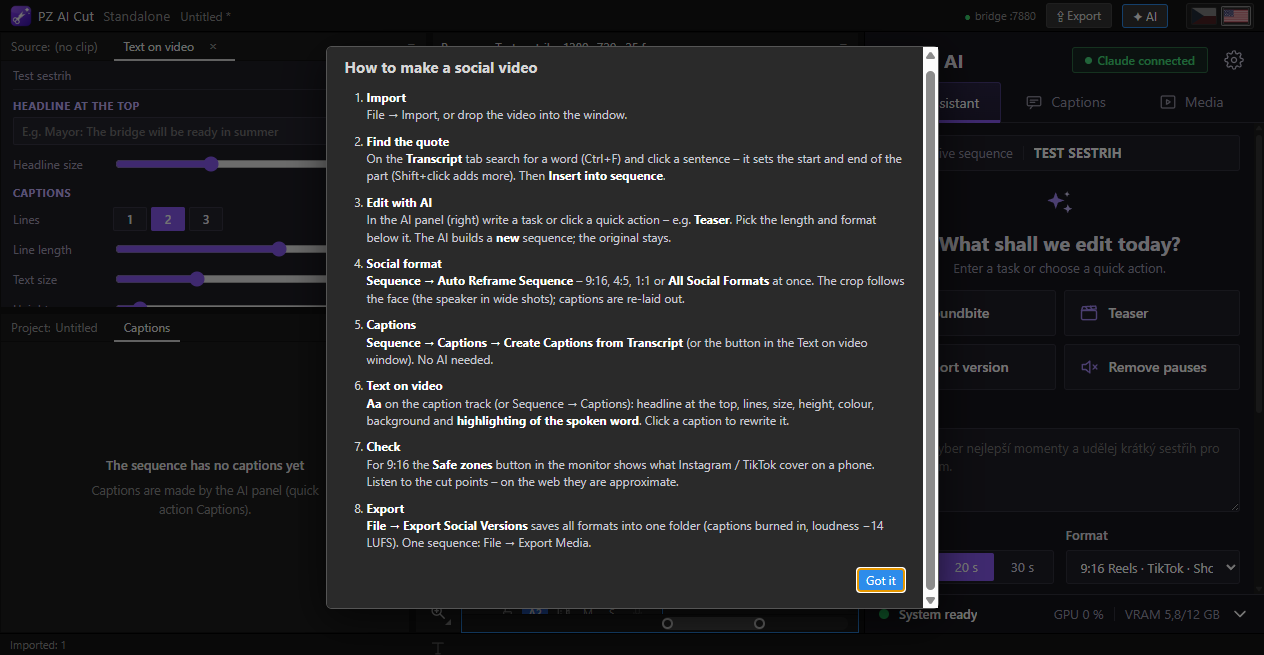 PZ AI Cut Standalone Untitled *
bridge :7880
Export
AI
Source: (no clip)
Text on video ×
Test sestrih
HEADLINE AT THE TOP
E.g. Mayor: The bridge will be ready in summer
Headline size
CAPTIONS
Lines 1 2 3
Line length
Text size
Project: Untitled
Captions
The sequence has no captions yet
Captions are made by the AI panel (quick
action Captions).
Imported: 1
How to make a social video
1. Import
File → Import, or drop the video into the window.
2. Find the quote
On the Transcript tab search for a word (Ctrl+F) and click a sentence – it sets the start and end of the
part (Shift+click adds more). Then Insert into sequence.
3. Edit with AI
In the AI panel (right) write a task or click a quick action – e.g. Teaser. Pick the length and format
below it. The AI builds a new sequence; the original stays.
4. Social format
Sequence → Auto Reframe Sequence – 9:16, 4:5, 1:1 or All Social Formats at once. The crop follows
the face (the speaker in wide shots); captions are re-laid out.
5. Captions
Sequence → Captions → Create Captions from Transcript (or the button in the Text on video
window). No AI needed.
6. Text on video
Aa on the caption track (or Sequence → Captions): headline at the top, lines, size, height, colour,
background and highlighting of the spoken word. Click a caption to rewrite it.
7. Check
For 9:16 the Safe zones button in the monitor shows what Instagram / TikTok cover on a phone.
Listen to the cut points – on the web they are approximate.
8. Export
File → Export Social Versions saves all formats into one folder (captions burned in, loudness −14
LUFS). One sequence: File → Export Media.
Got it
AI
Claude connected
sistant
Captions
Media
ve sequence TEST SESTRIH
What shall we edit today?
Enter a task or choose a quick action.
undbite
Teaser
ort version
Remove pauses
yber nejlepší momenty a udělej krátký sestřih pro
m.
Format
20 s 30 s
9:16 Reels · TikTok · Sho
System ready
GPU 0 % VRAM 5,8/12 GB